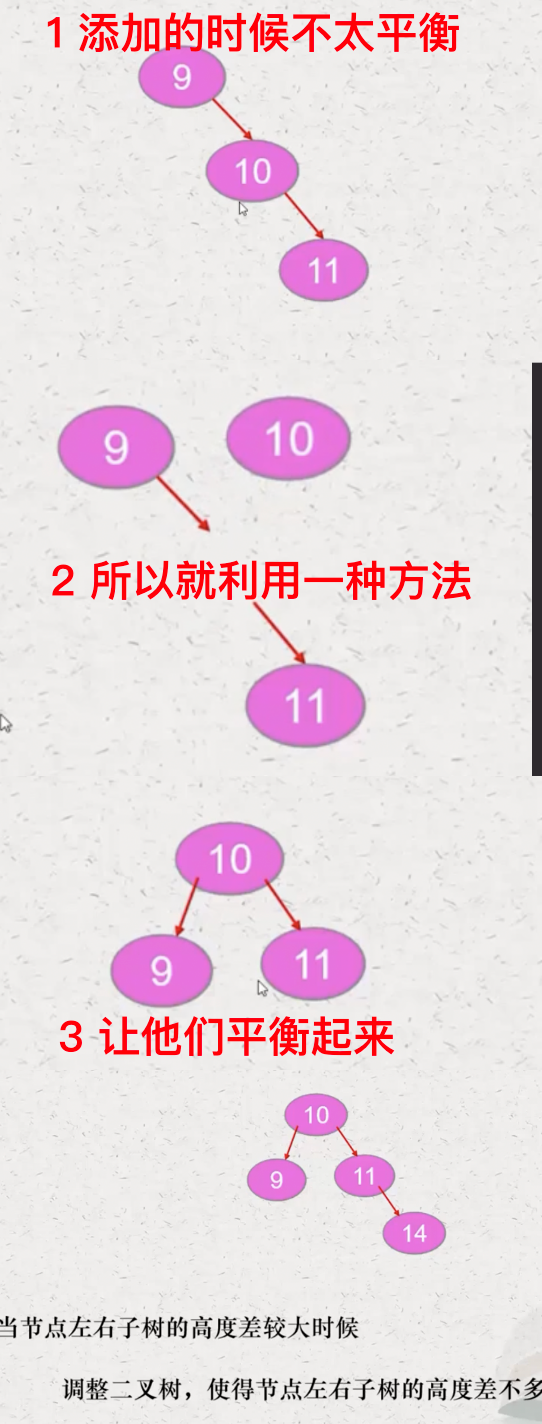 1 添加的时候不太平衡
9
10
11
9
10
2 所以就利用一种方法
11
10
9
11
3 让他们平衡起来
10
9
11
14
当节点左右子树的高度差较大时候
调整二叉树，使得节点左右子树的高度差不多